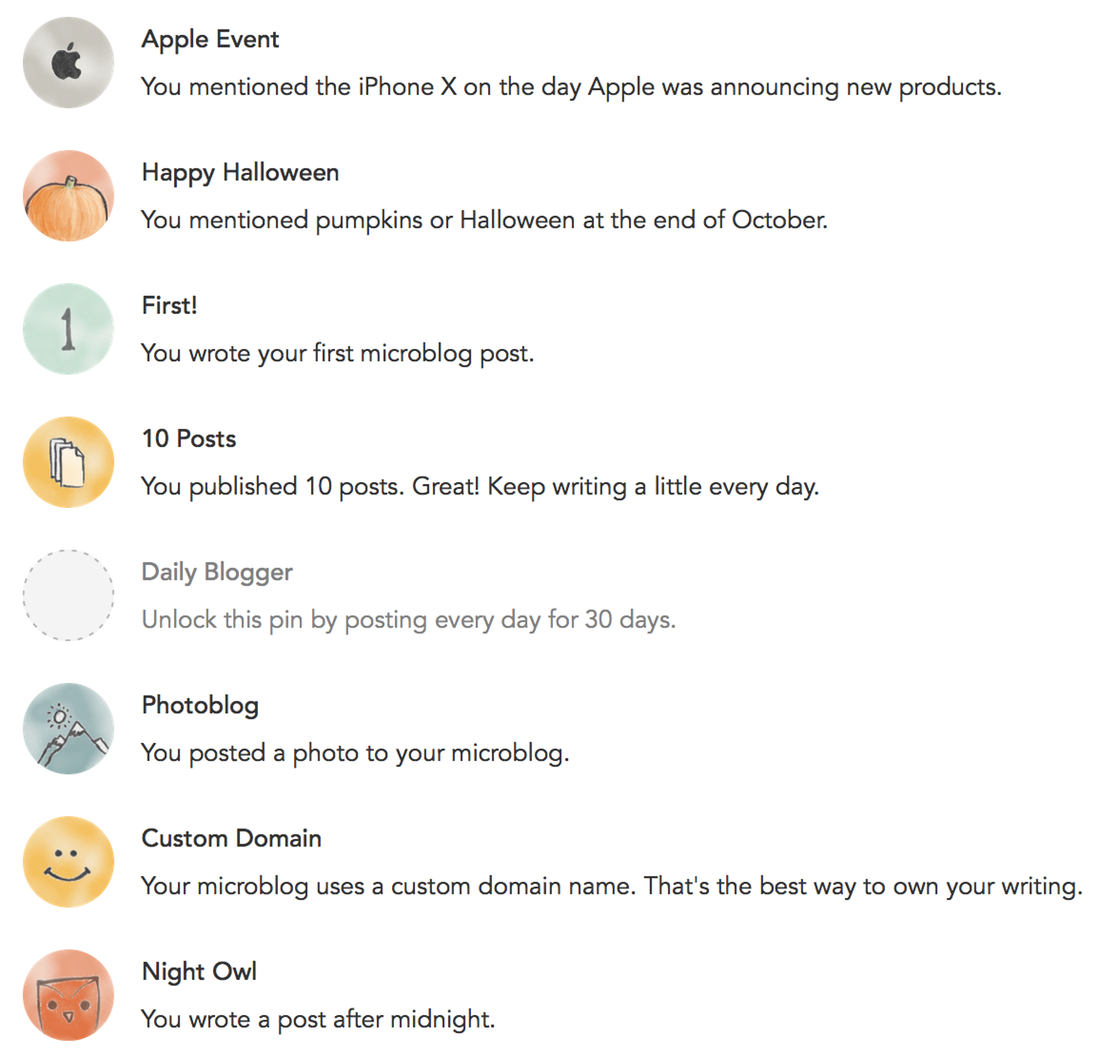 Apple Event
You mentioned the iPhone X on the day Apple was announcing new products.
Happy Halloween
You mentioned pumpkins or Halloween at the end of October.
1
First!
You wrote your first microblog post.
10 Posts
You published 10 posts. Great! Keep writing a little every day.
Daily Blogger
Unlock this pin by posting every day for 30 days.
Photoblog
You posted a photo to your microblog.
Custom Domain
Your microblog uses a custom domain name. That's the best way to own your writing.
Night Owl
You wrote a post after midnight.